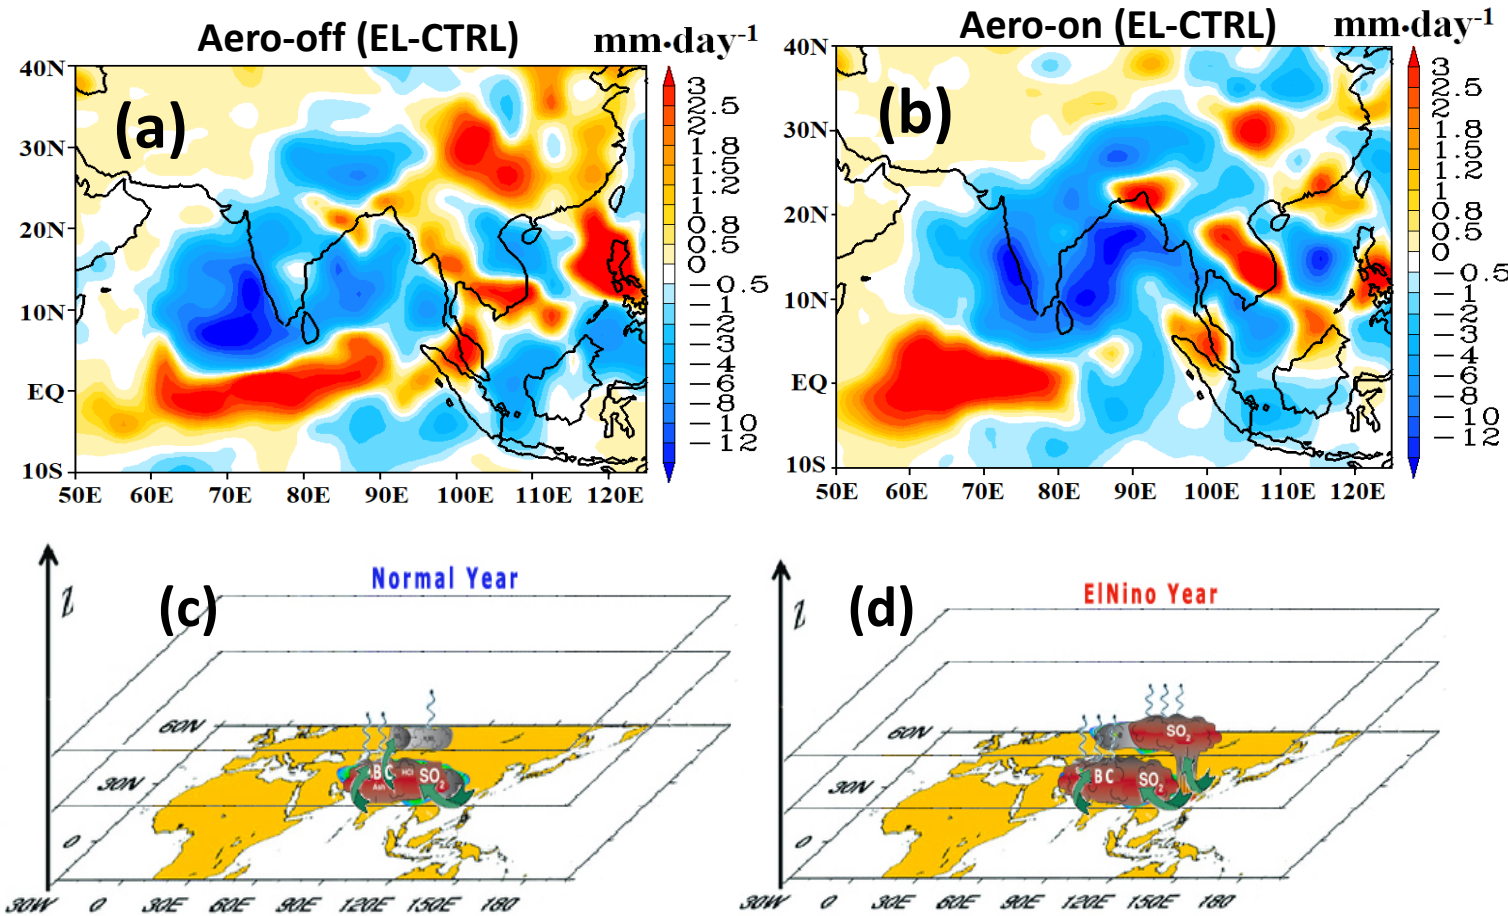 Aero-off (EL-CTRL)
mm·day-1
(a)
40N
30N
20N
10N
EQ
10S
50E 60E 70E 80E 90E 100E 110E 120E
3
2.5
2
1.8
1.5
1.2
1
0.8
0.5
0
-0.5
-1
-2
-3
-4
-6
-8
-10
-12
Aero-on (EL-CTRL)
mm·day-1
(b)
40N
30N
20N
10N
EQ
10S
50E 60E 70E 80E 90E 100E 110E 120E
3
2.5
2
1.8
1.5
1.2
1
0.8
0.5
0
-0.5
-1
-2
-3
-4
-6
-8
-10
-12
(c)
Normal Year
Z
60N
30N
0
BC
Ash
HCl
SO2
30W 0 30E 60E 90E 120E 150E 180
(d)
ElNino Year
Z
60N
30N
0
SO2
BC
SO2
30W 0 30E 60E 90E 120E 150E 180